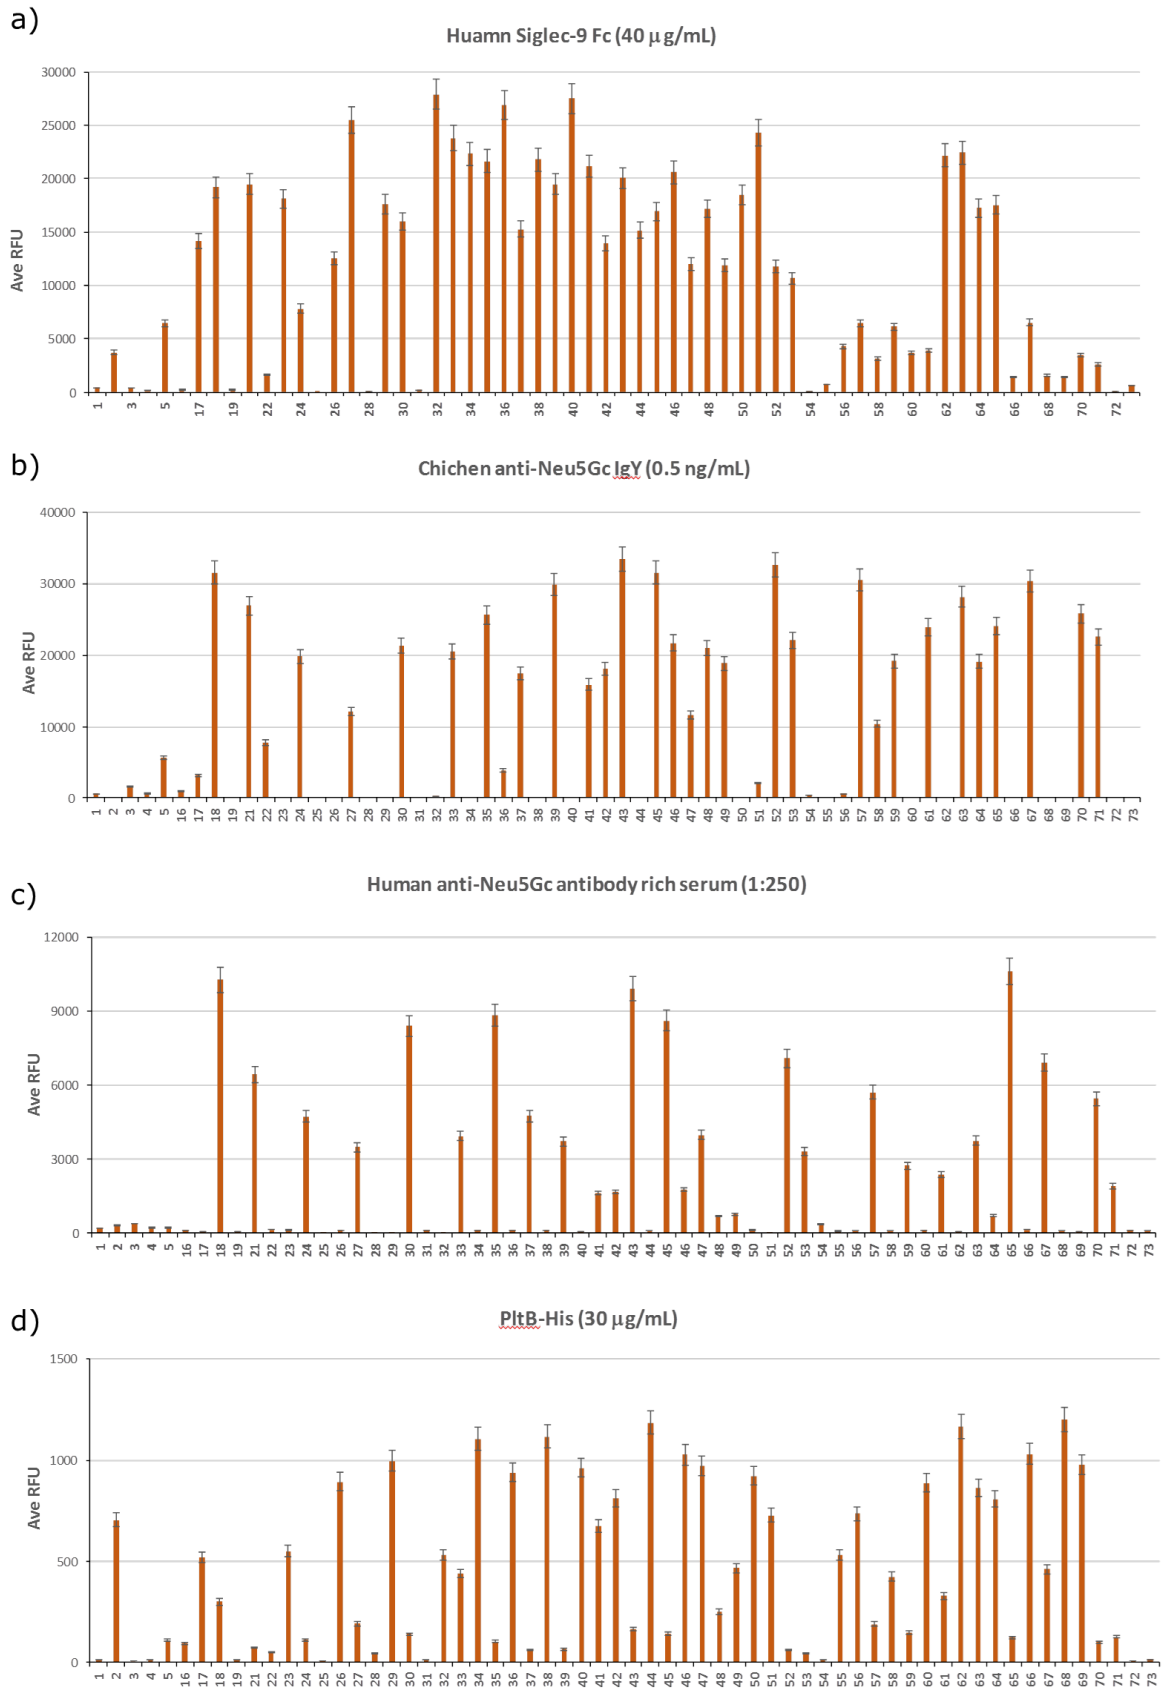 a)
Huamn Siglec-9 Fc (40 μg/mL)
30000
25000
20000
15000
10000
5000
0
Ave RFU
1 3 5 17 19 22 24 26 28 30 32 34 36 38 40 42 44 46 48 50 52 54 56 58 60 62 64 66 68 70 72
b)
Chichen anti-Neu5Gc IgY (0.5 ng/mL)
40000
30000
20000
10000
0
Ave RFU
1 2 3 4 5 16 17 18 19 21 22 23 24 25 26 27 28 29 30 31 32 33 34 35 36 37 38 39 40 41 42 43 44 45 46 47 48 49 50 51 52 53 54 55 56 57 58 59 60 61 62 63 64 65 66 67 68 69 70 71 72 73
c)
Human anti-Neu5Gc antibody rich serum (1:250)
12000
9000
6000
3000
0
Ave RFU
1 2 3 4 5 16 17 18 19 21 22 23 24 25 26 27 28 29 30 31 32 33 34 35 36 37 38 39 40 41 42 43 44 45 46 47 48 49 50 51 52 53 54 55 56 57 58 59 60 61 62 63 64 65 66 67 68 69 70 71 72 73
d)
PltB-His (30 μg/mL)
1500
1000
500
0
Ave RFU
1 2 3 4 5 16 17 18 19 21 22 23 24 25 26 27 28 29 30 31 32 33 34 35 36 37 38 39 40 41 42 43 44 45 46 47 48 49 50 51 52 53 54 55 56 57 58 59 60 61 62 63 64 65 66 67 68 69 70 71 72 73